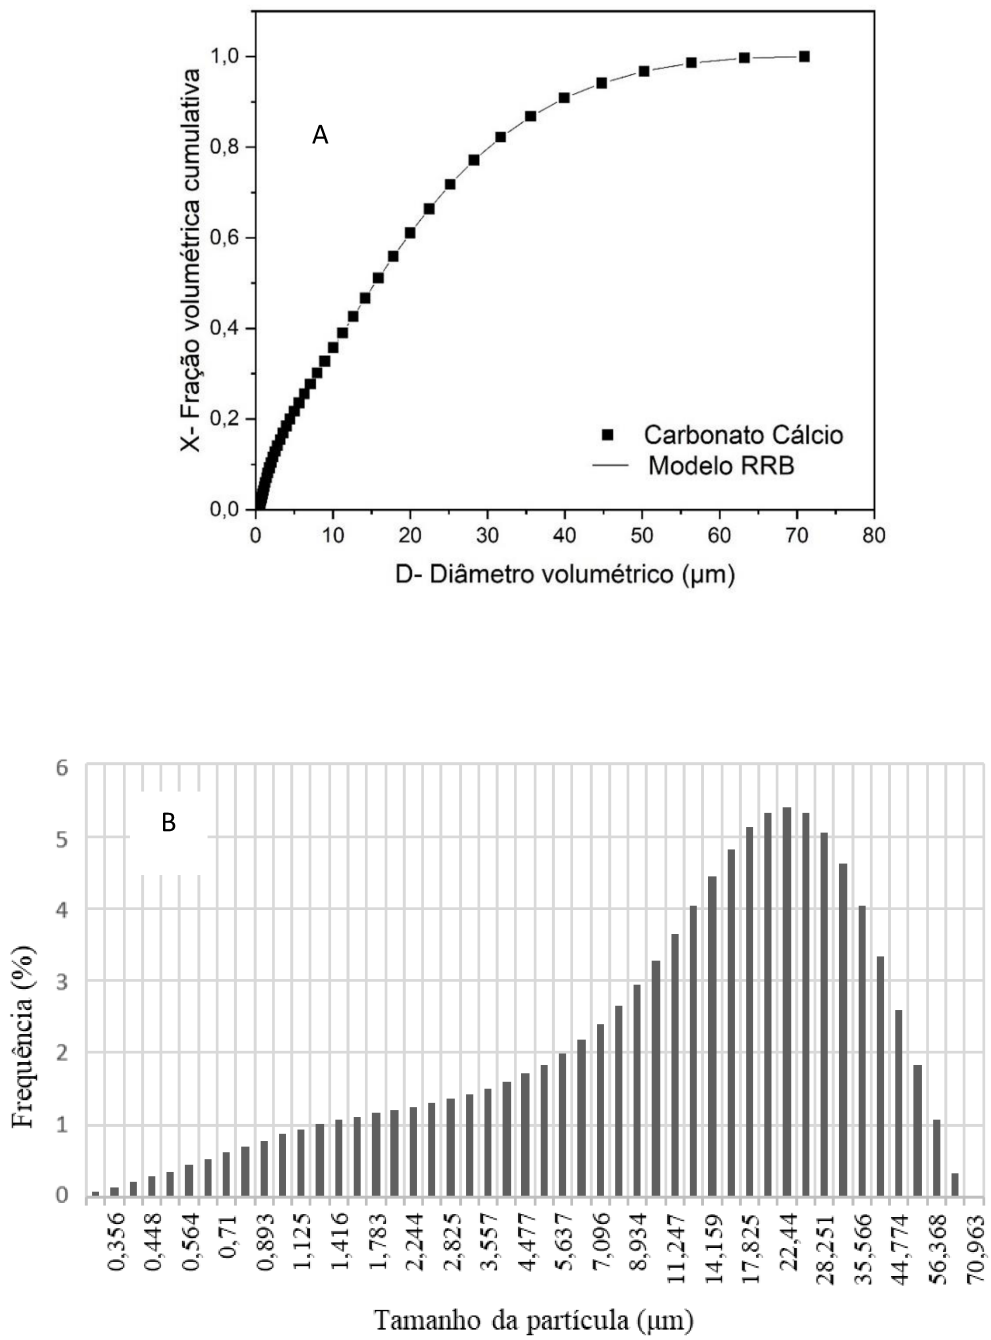 A
X- Fração volumétrica cumulativa
1,0
0,8
0,6
0,4
0,2
0,0
Carbonato Cálcio
Modelo RRB
0 10 20 30 40 50 60 70 80
D- Diâmetro volumétrico (µm)
B
Frequência (%)
6
5
4
3
2
1
0
0,356 0,448 0,564 0,71 0,893 1,125 1,416 1,783 2,244 2,825 3,557 4,477 5,637 7,096 8,934 11,247 14,159 17,825 22,44 28,251 35,566 44,774 56,368 70,963
Tamanho da partícula (µm)